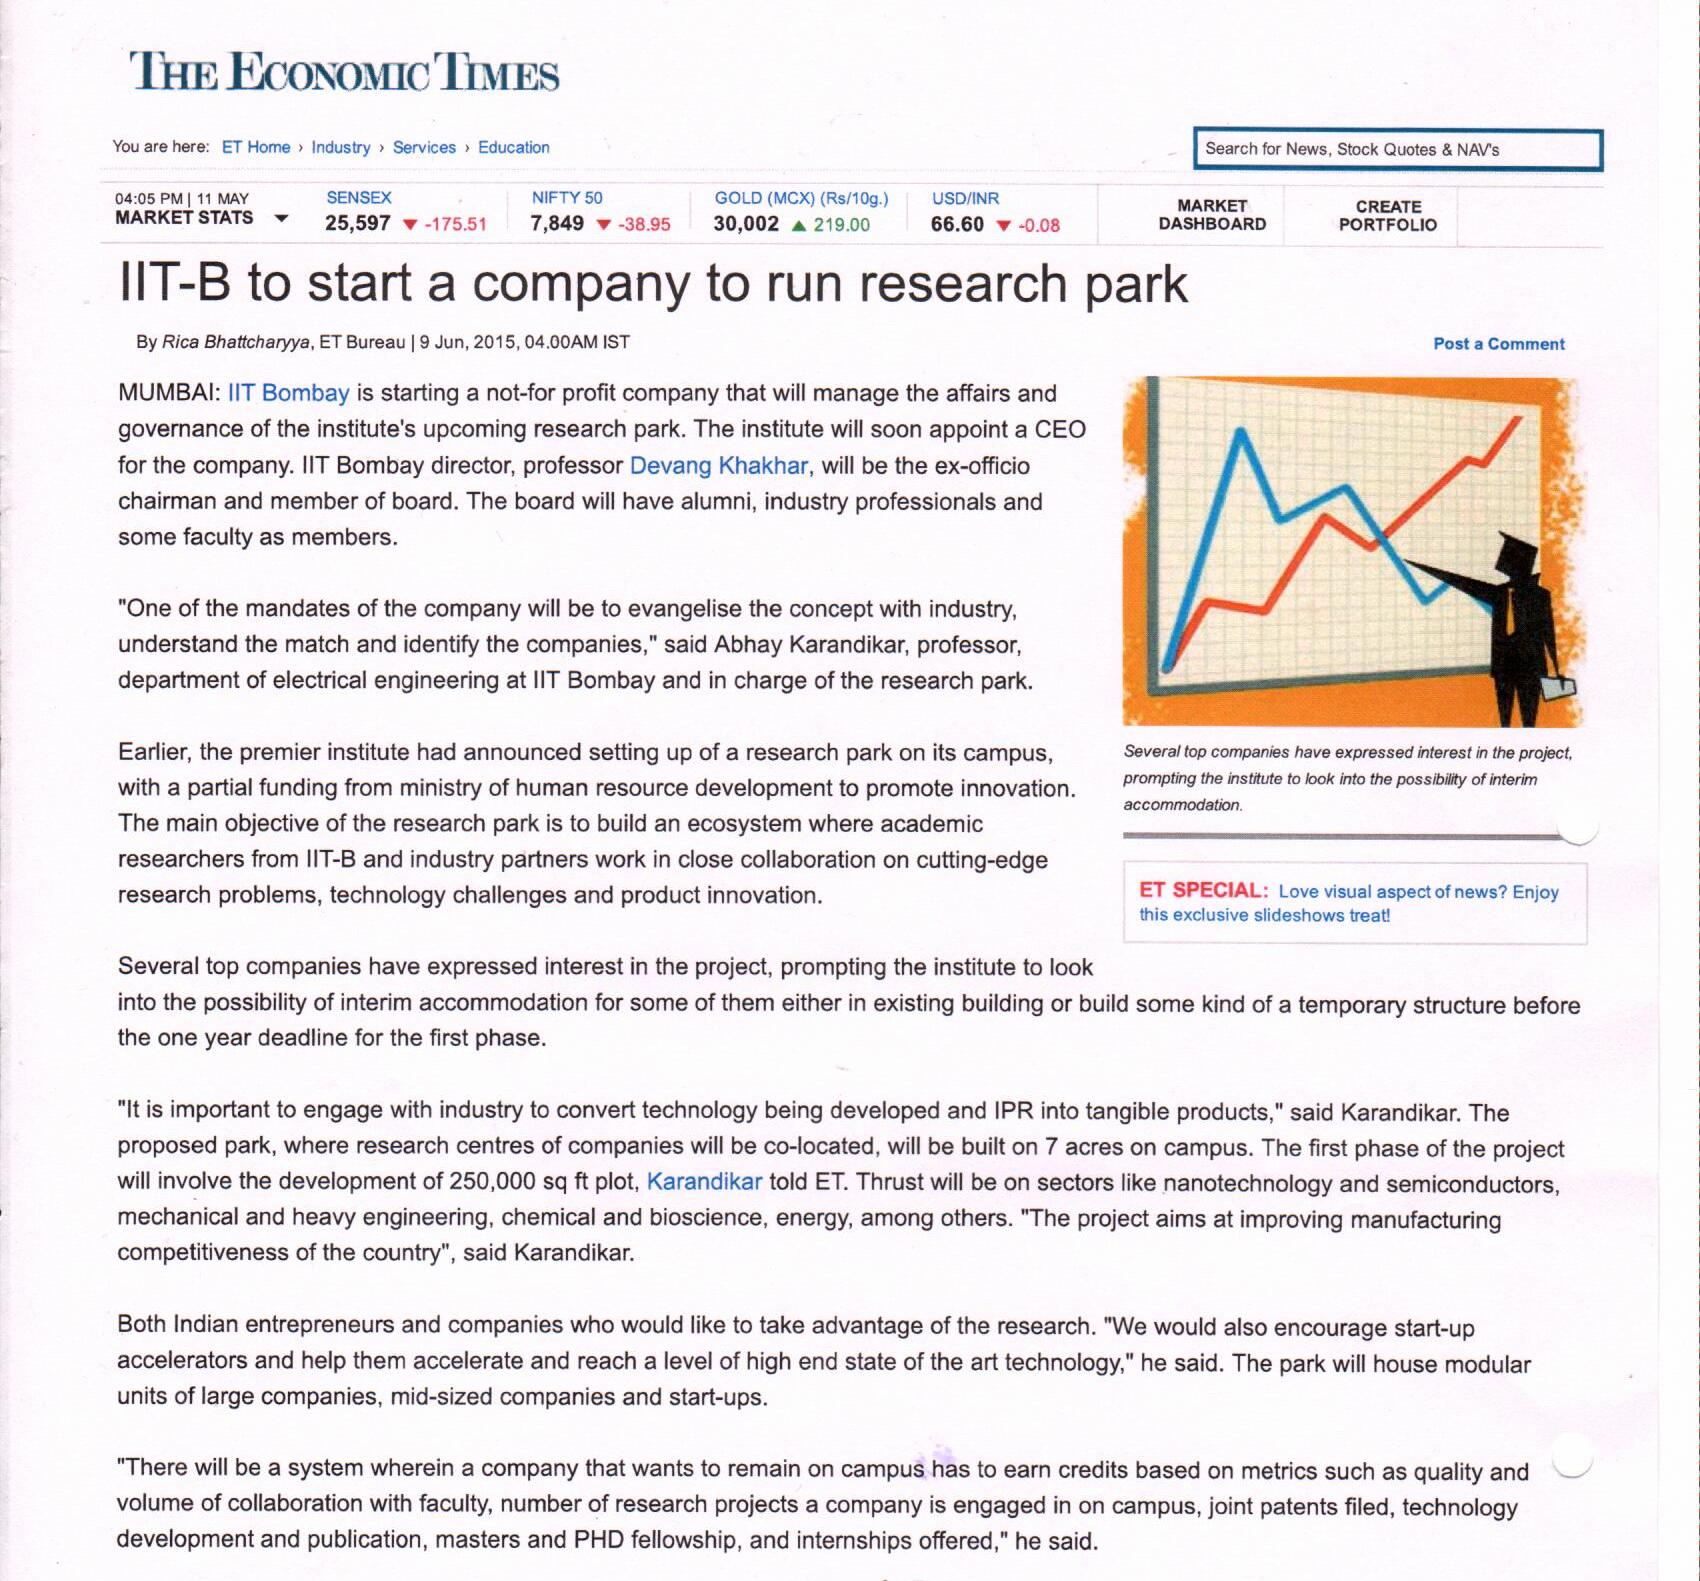 THE ECONOMIC TIMES
You are here: ET Home › Industry › Services › Education
Search for News, Stock Quotes & NAV's
04:05 PM | 11 MAY
MARKET STATS
SENSEX
25,597 ▼ -175.51
NIFTY 50
7,849 ▼ -38.95
GOLD (MCX) (Rs/10g.)
30,002 ▲ 219.00
USD/INR
66.60 ▼ -0.08
MARKET
DASHBOARD
CREATE
PORTFOLIO
IIT-B to start a company to run research park
By Rica Bhattcharyya, ET Bureau | 9 Jun, 2015, 04.00AM IST
Post a Comment
MUMBAI: IIT Bombay is starting a not-for profit company that will manage the affairs and
governance of the institute's upcoming research park. The institute will soon appoint a CEO
for the company. IIT Bombay director, professor Devang Khakhar, will be the ex-officio
chairman and member of board. The board will have alumni, industry professionals and
some faculty as members.
"One of the mandates of the company will be to evangelise the concept with industry,
understand the match and identify the companies," said Abhay Karandikar, professor,
department of electrical engineering at IIT Bombay and in charge of the research park.
Earlier, the premier institute had announced setting up of a research park on its campus,
with a partial funding from ministry of human resource development to promote innovation.
The main objective of the research park is to build an ecosystem where academic
researchers from IIT-B and industry partners work in close collaboration on cutting-edge
research problems, technology challenges and product innovation.
Several top companies have expressed interest in the project,
prompting the institute to look into the possibility of interim
accommodation.
ET SPECIAL: Love visual aspect of news? Enjoy
this exclusive slideshows treat!
Several top companies have expressed interest in the project, prompting the institute to look
into the possibility of interim accommodation for some of them either in existing building or build some kind of a temporary structure before
the one year deadline for the first phase.
"It is important to engage with industry to convert technology being developed and IPR into tangible products," said Karandikar. The
proposed park, where research centres of companies will be co-located, will be built on 7 acres on campus. The first phase of the project
will involve the development of 250,000 sq ft plot, Karandikar told ET. Thrust will be on sectors like nanotechnology and semiconductors,
mechanical and heavy engineering, chemical and bioscience, energy, among others. "The project aims at improving manufacturing
competitiveness of the country", said Karandikar.
Both Indian entrepreneurs and companies who would like to take advantage of the research. "We would also encourage start-up
accelerators and help them accelerate and reach a level of high end state of the art technology," he said. The park will house modular
units of large companies, mid-sized companies and start-ups.
"There will be a system wherein a company that wants to remain on campus has to earn credits based on metrics such as quality and
volume of collaboration with faculty, number of research projects a company is engaged in on campus, joint patents filed, technology
development and publication, masters and PHD fellowship, and internships offered," he said.